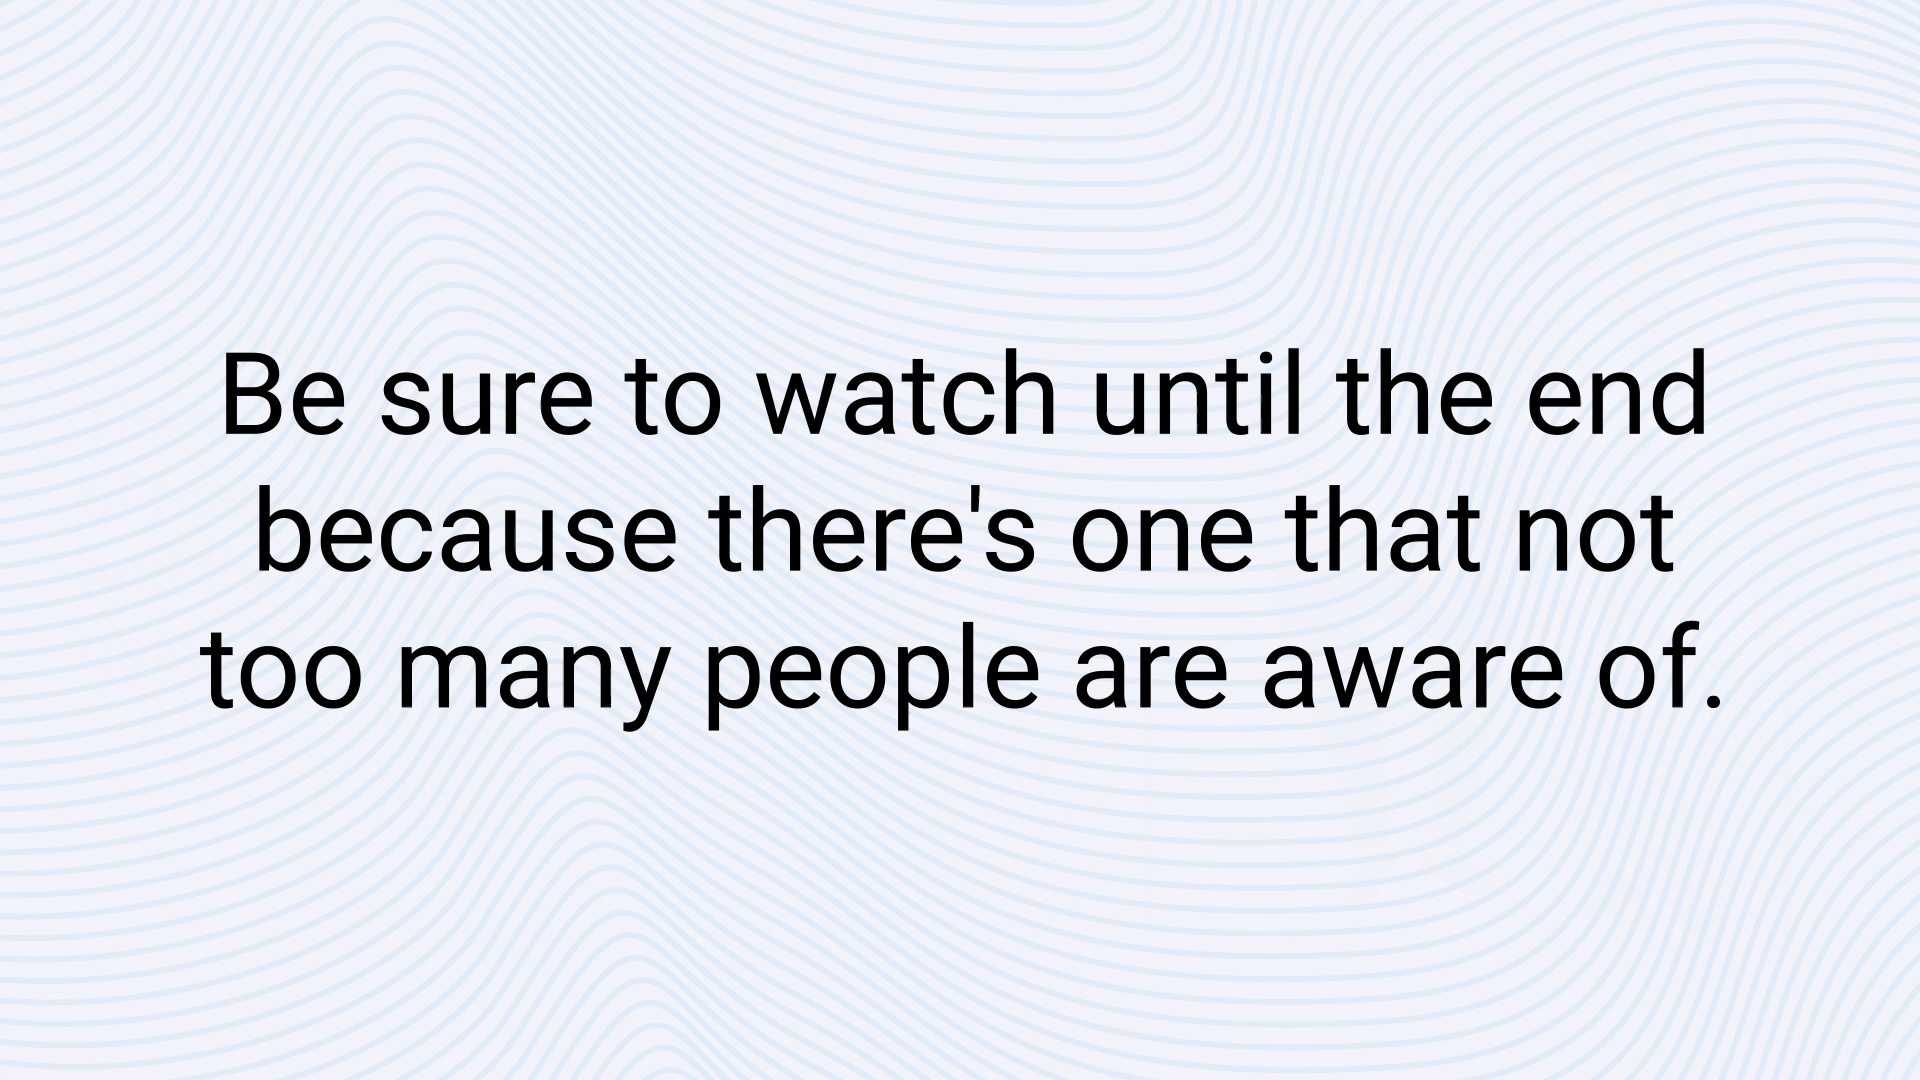 Be sure to watch until the end
because there's one that not
too many people are aware of.